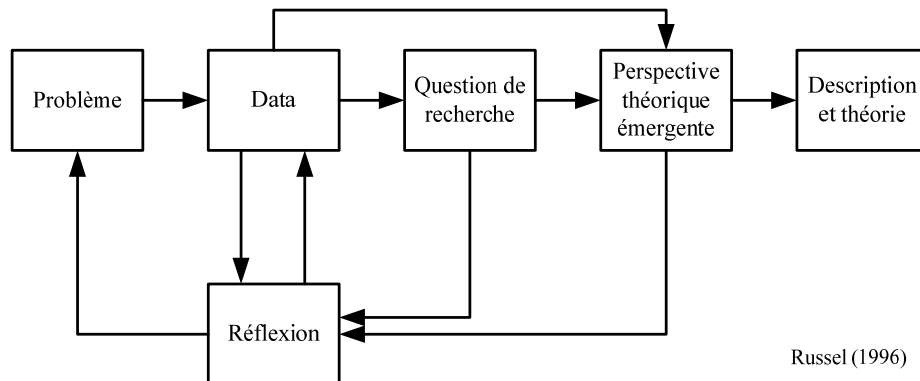 Problème
Data
Question de
recherche
Perspective
théorique
émergente
Description
et théorie
Réflexion
Russel (1996)